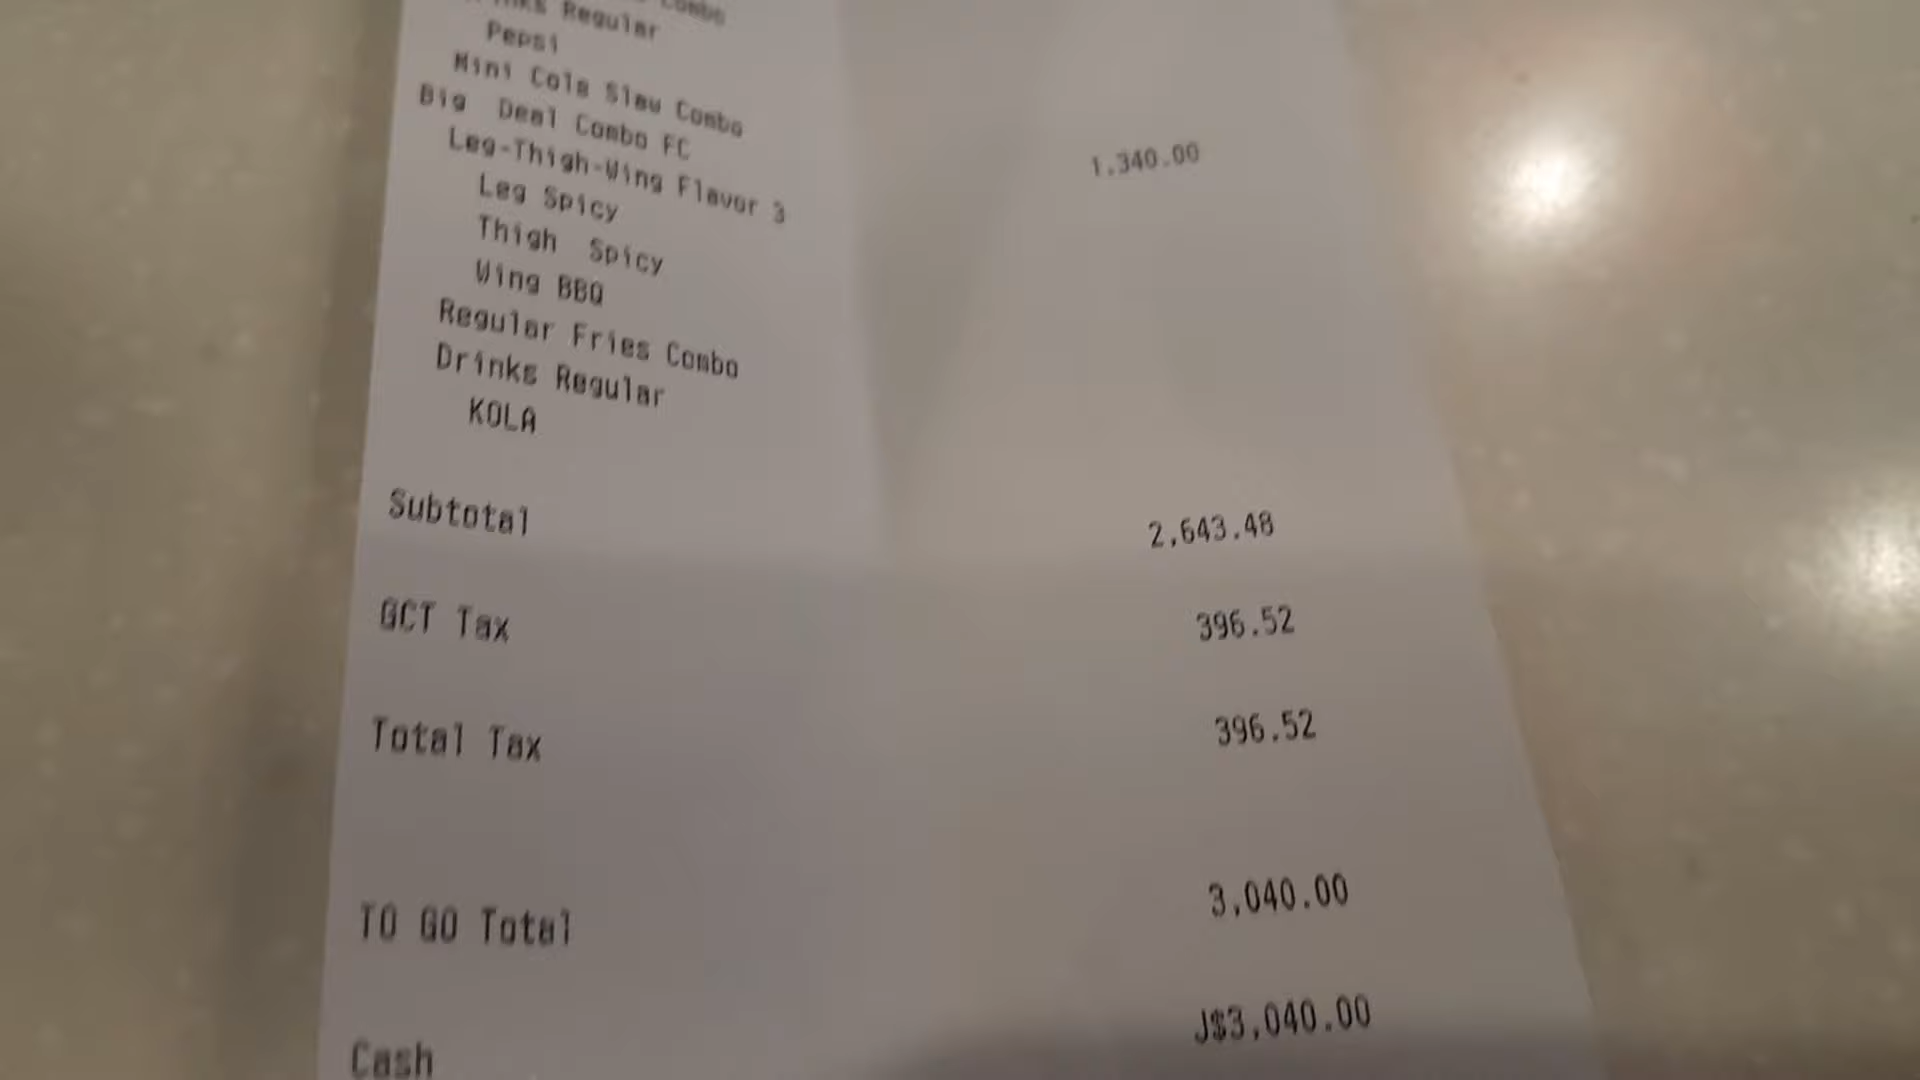 Combo
Regular
Pepsi
Mini Cole Slaw Combo
Big Deal Combo FC 1,340.00
Leg-Thigh-Wing Flavor 3
Leg Spicy
Thigh Spicy
Wing BBQ
Regular Fries Combo
Drinks Regular
KOLA
Subtotal 2,643.48
GCT Tax 396.52
Total Tax 396.52
TO GO Total 3,040.00
Cash J$3,040.00